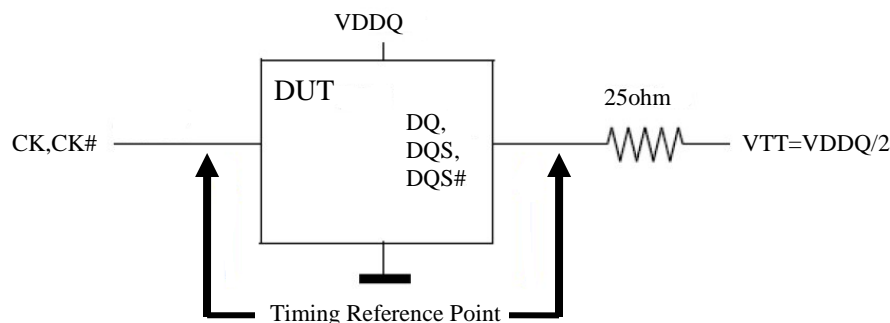 VDDQ
DUT
25ohm
DQ,
DQS,
DQS#
CK,CK#
VTT=VDDQ/2
Timing Reference Point